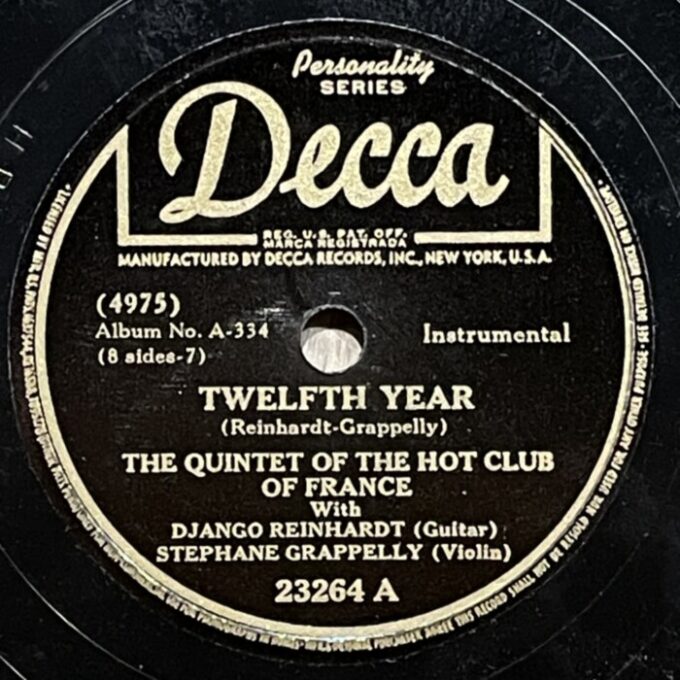 Personality
SERIES
Decca
REG. U.S. PAT. OFF.
MARCA REGISTRADA
MANUFACTURED BY DECCA RECORDS, INC., NEW YORK, U.S.A.
(4975)
Album No. A-334
(8 sides-7)
Instrumental
TWELFTH YEAR
(Reinhardt-Grappelly)
THE QUINTET OF THE HOT CLUB
OF FRANCE
With
DJANGO REINHARDT (Guitar)
STEPHANE GRAPPELLY (Violin)
23264 A